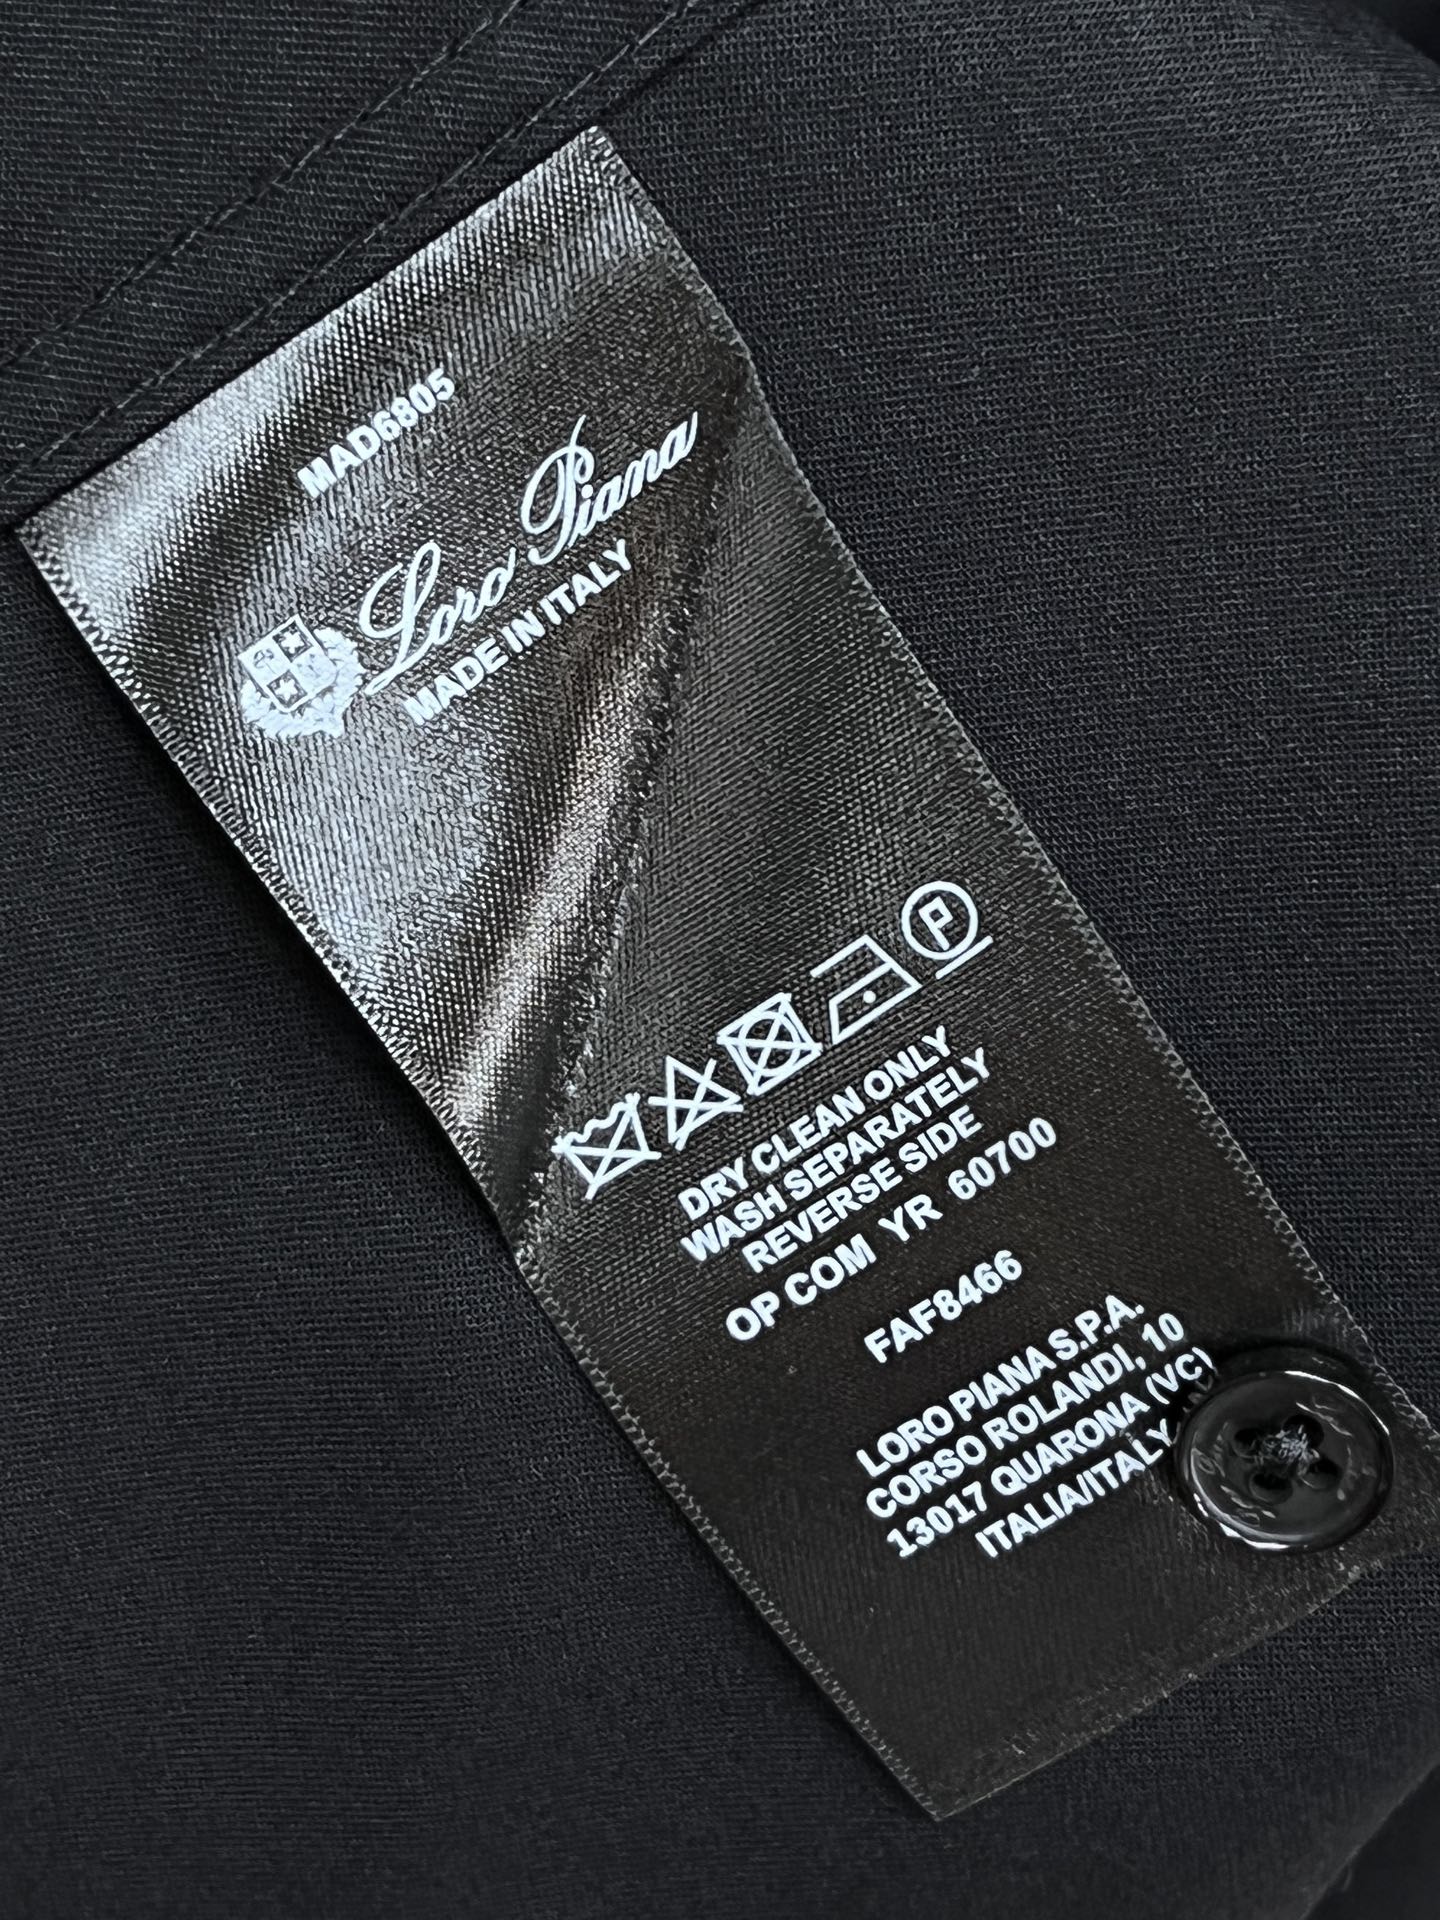 MAD6805
Loro Piana
MADE IN ITALY
P
DRY CLEAN ONLY
WASH SEPARATELY
REVERSE SIDE
OP COM YR 60700
FAF8466
LORO PIANA S.P.A.
CORSO ROLANDI, 10
13017 QUARONA (VC)
ITALIA/ITALY